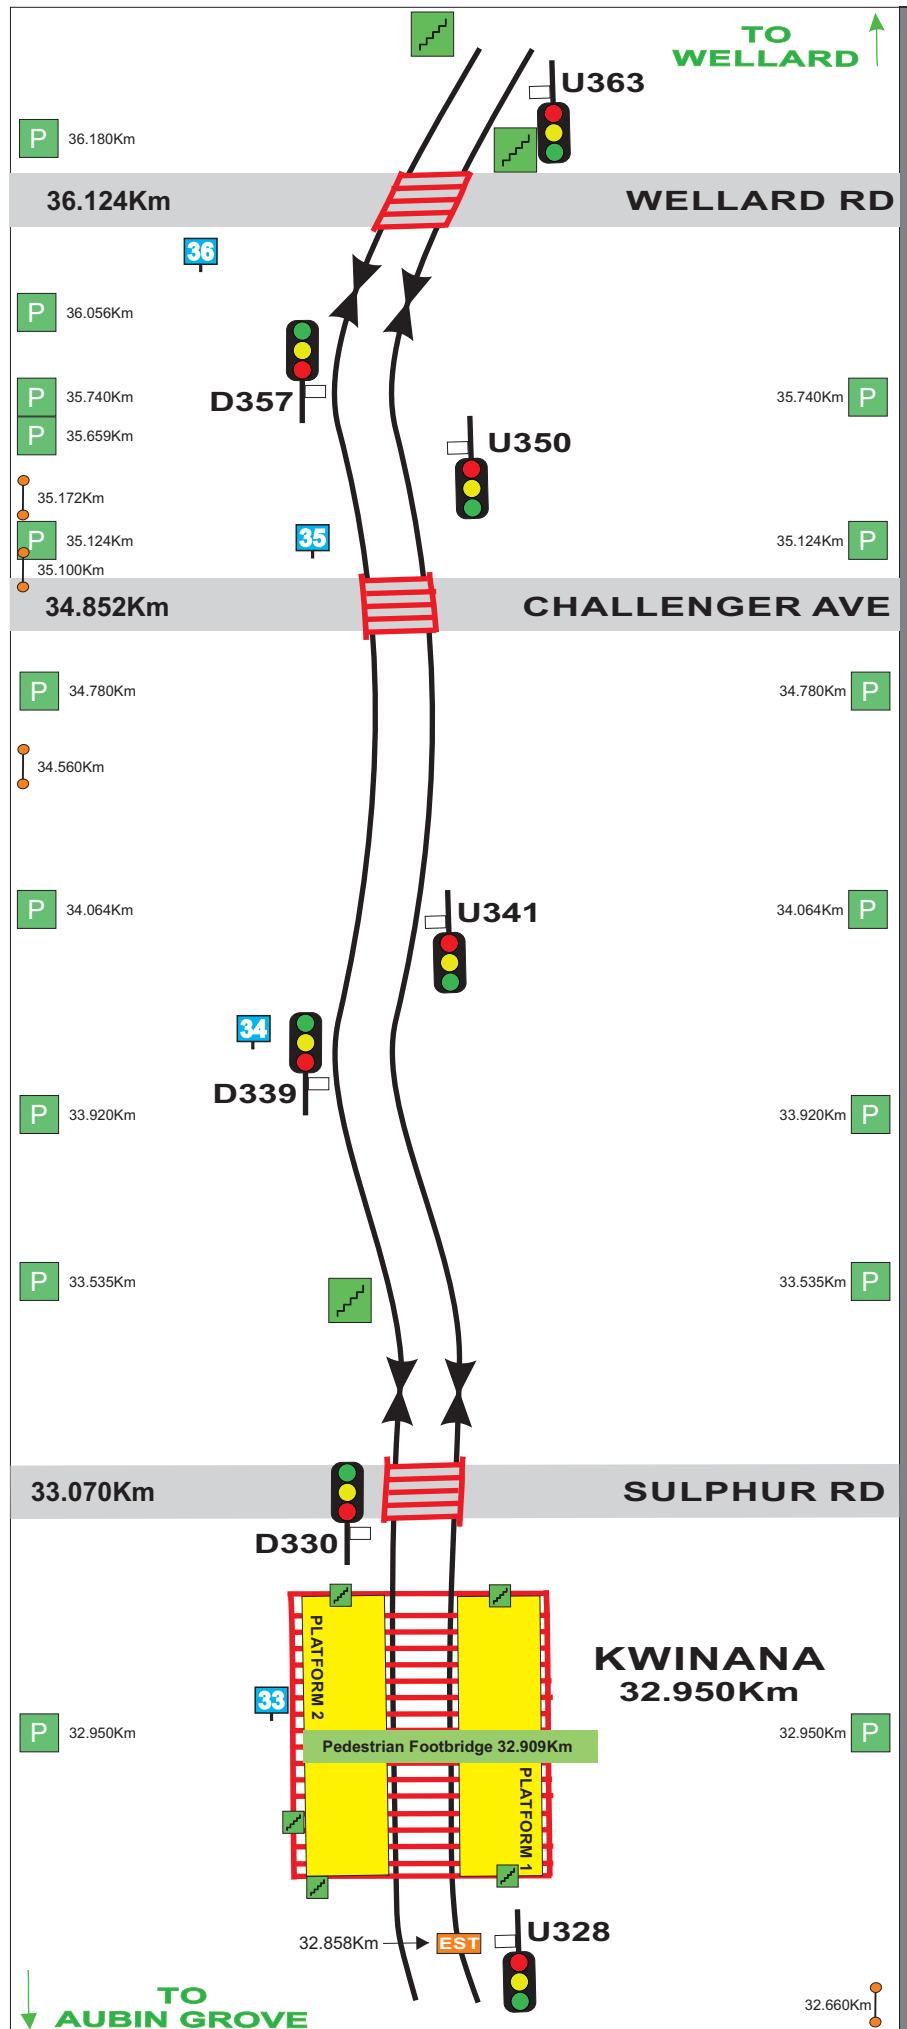 TO
WELLARD
U363
P 36.180Km
36.124Km WELLARD RD
36
P 36.056Km
D357
P 35.740Km 35.740Km P
P 35.659Km
U350
35.172Km
35
P 35.124Km 35.124Km P
35.100Km
34.852Km CHALLENGER AVE
P 34.780Km 34.780Km P
34.560Km
P 34.064Km 34.064Km P
U341
34
D339
P 33.920Km 33.920Km P
P 33.535Km 33.535Km P
33.070Km SULPHUR RD
D330
PLATFORM 2
KWINANA
32.950Km
33
P 32.950Km 32.950Km P
Pedestrian Footbridge 32.909Km
PLATFORM 1
U328
32.858Km EST
TO
AUBIN GROVE
32.660Km